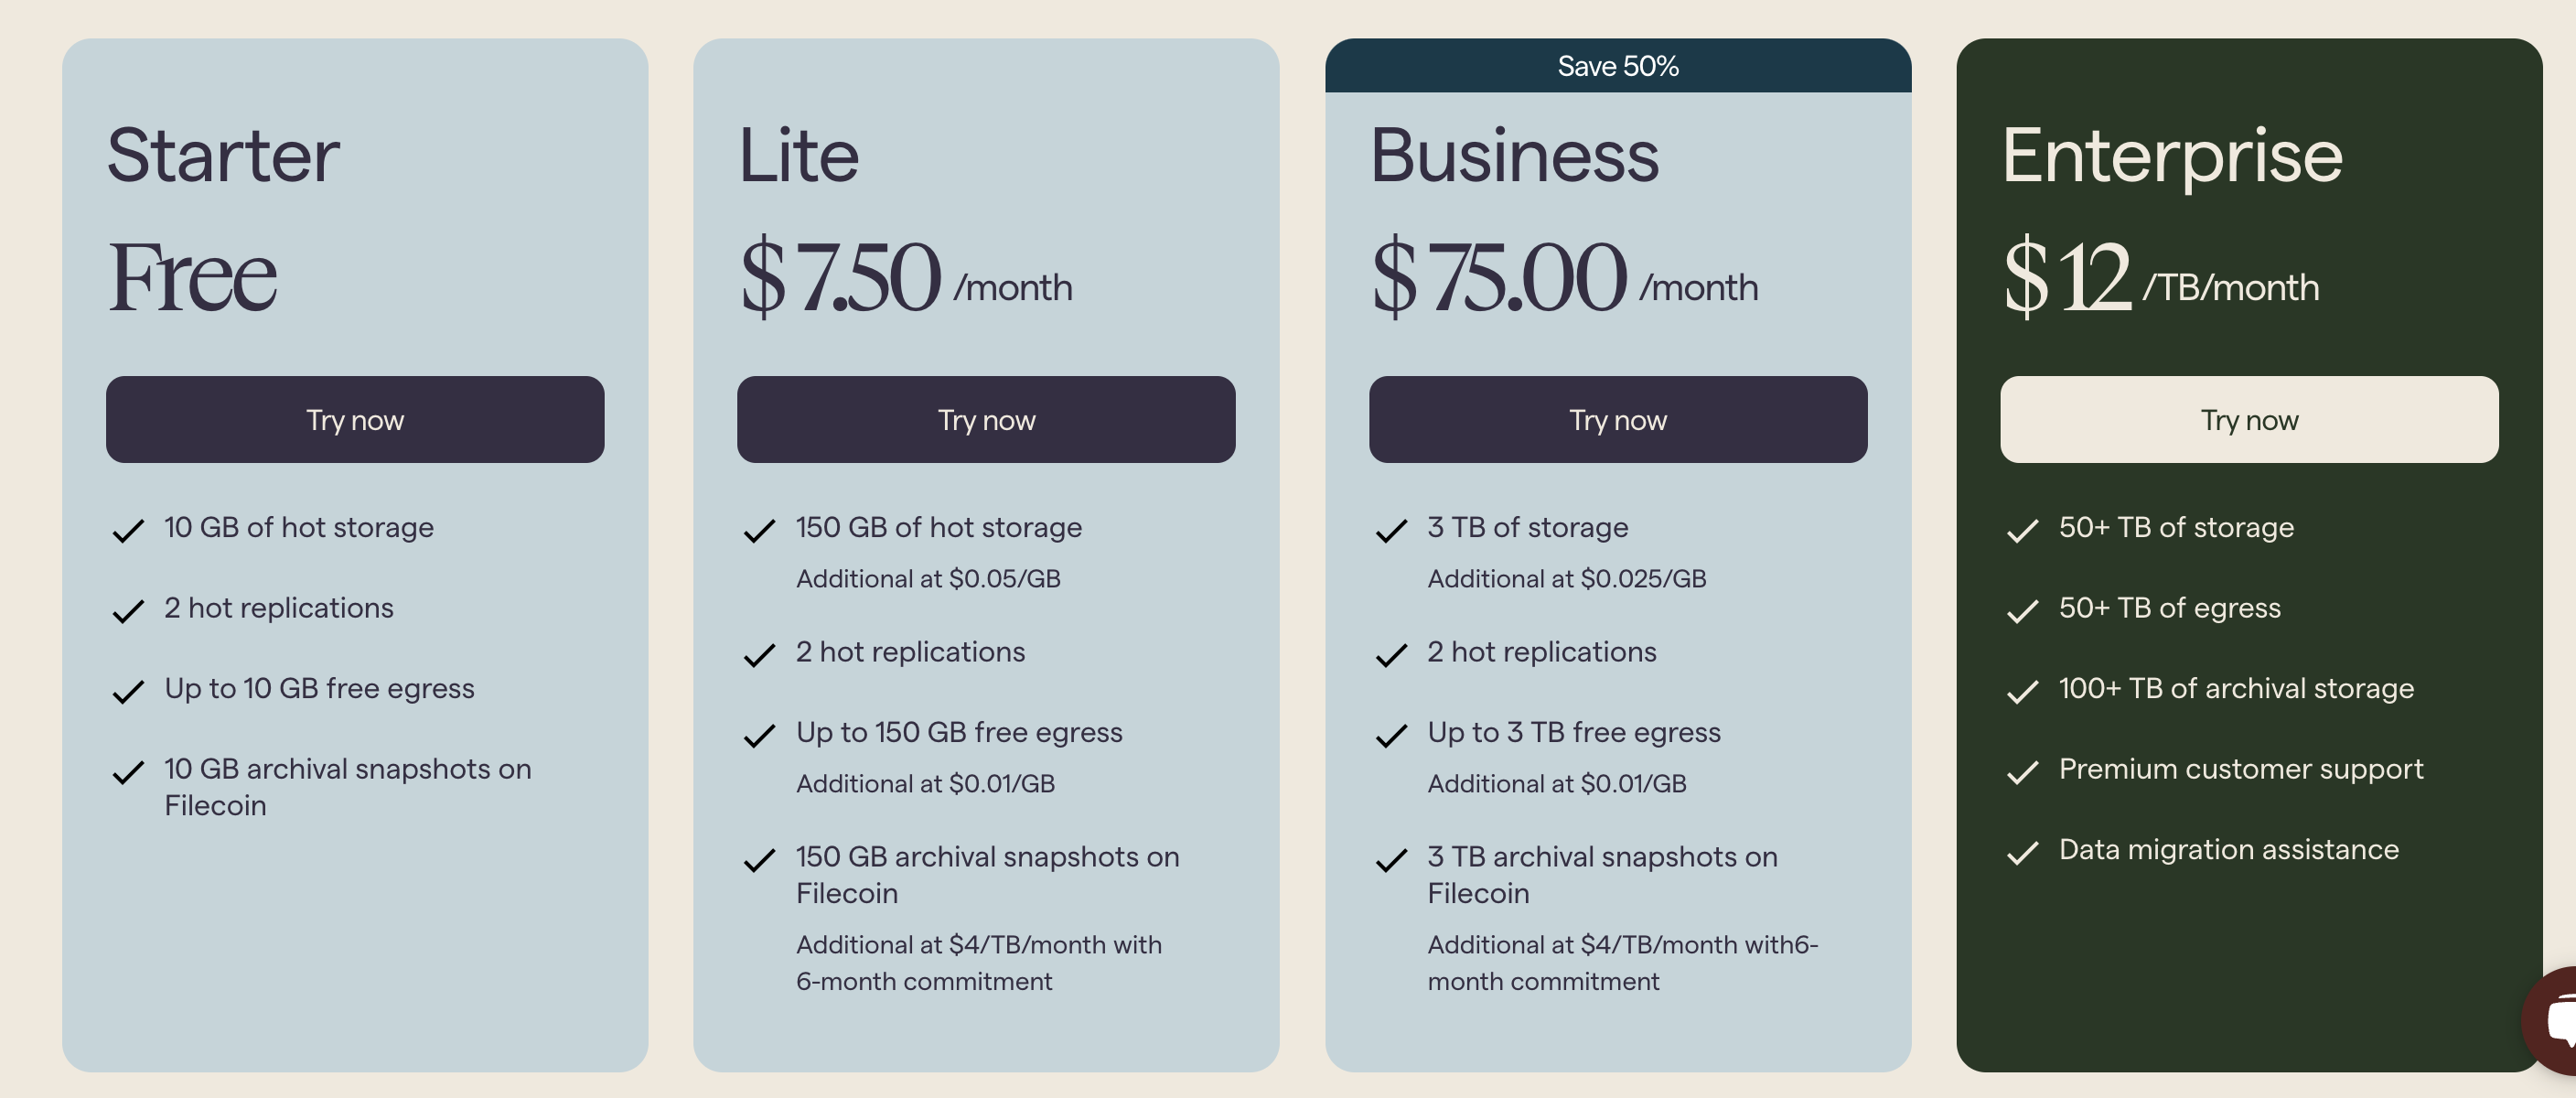 Starter
Free
Try now
10 GB of hot storage
2 hot replications
Up to 10 GB free egress
10 GB archival snapshots on
Filecoin
Lite
$7.50 /month
Try now
150 GB of hot storage
Additional at $0.05/GB
2 hot replications
Up to 150 GB free egress
Additional at $0.01/GB
150 GB archival snapshots on
Filecoin
Additional at $4/TB/month with
6-month commitment
Save 50%
Business
$75.00 /month
Try now
3 TB of storage
Additional at $0.025/GB
2 hot replications
Up to 3 TB free egress
Additional at $0.01/GB
3 TB archival snapshots on
Filecoin
Additional at $4/TB/month with6-
month commitment
Enterprise
$12 /TB/month
Try now
50+ TB of storage
50+ TB of egress
100+ TB of archival storage
Premium customer support
Data migration assistance